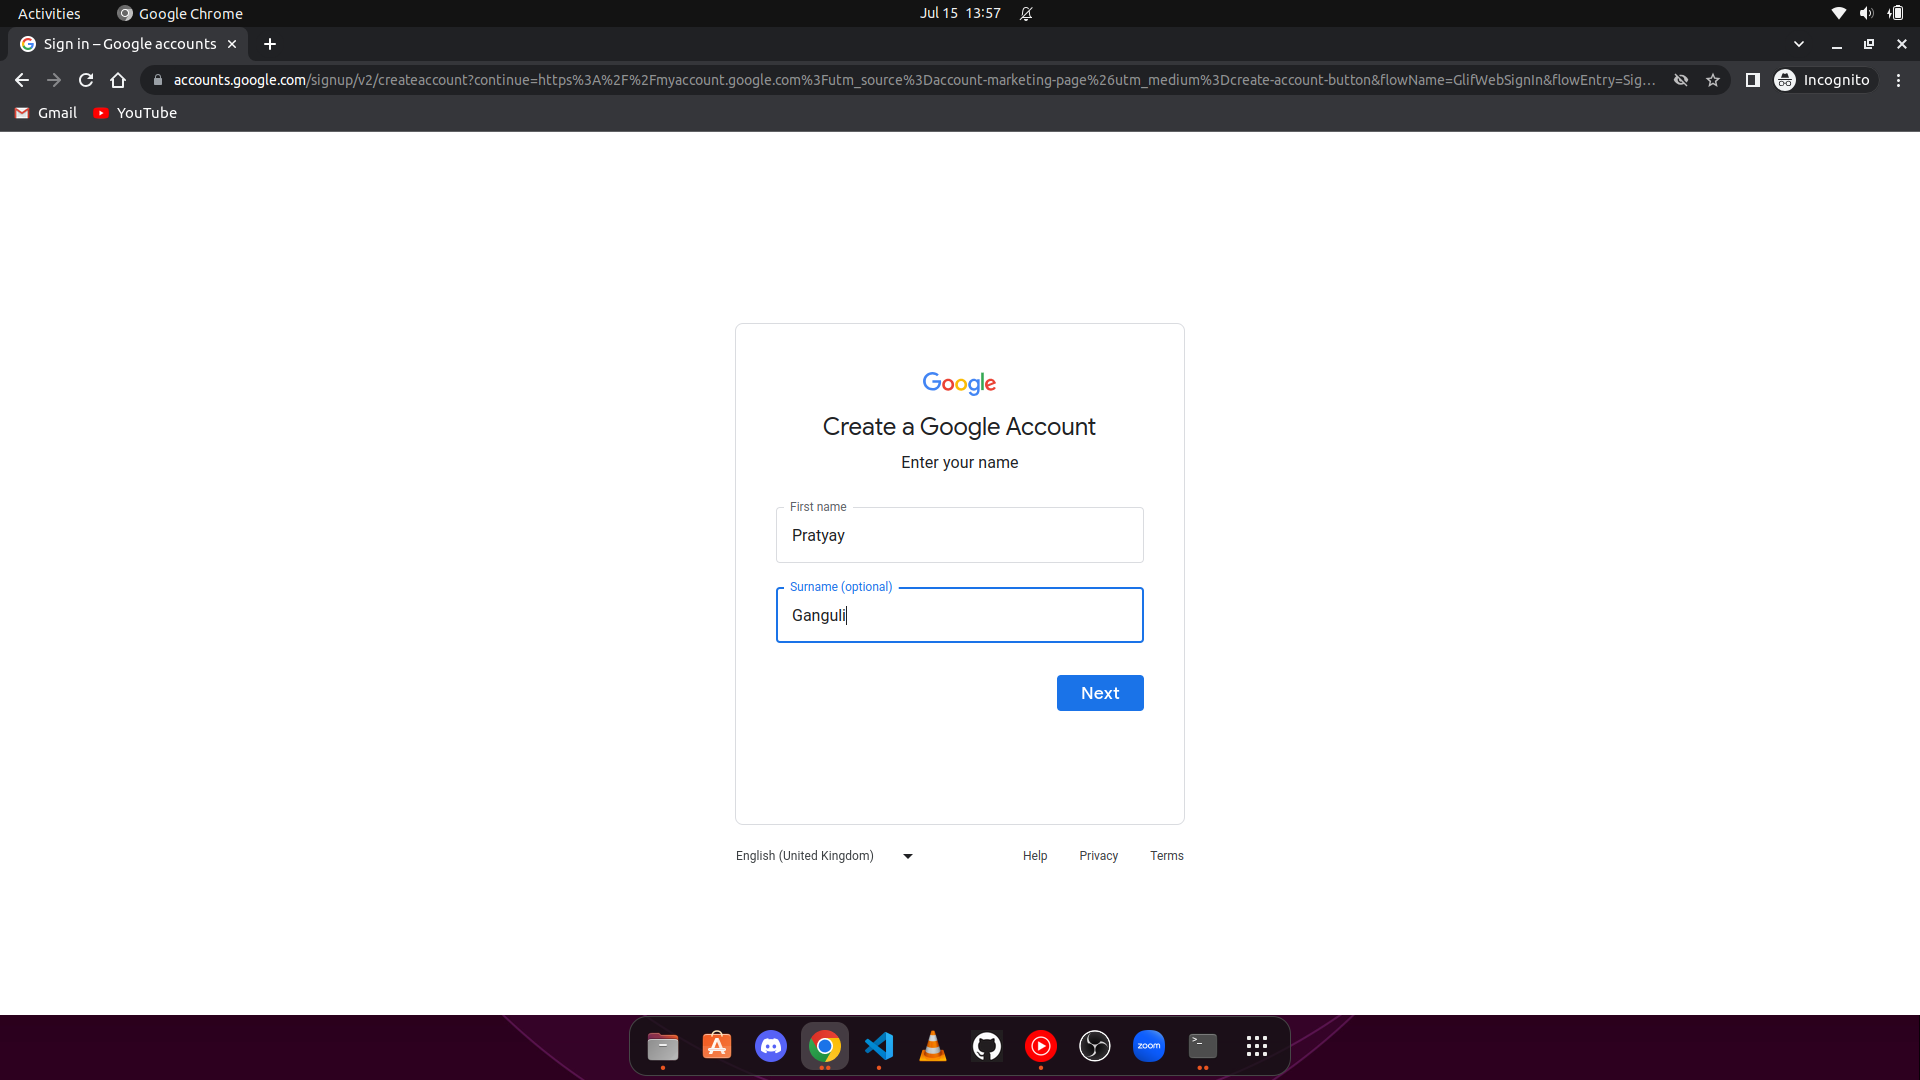 Activities
Google Chrome
Jul 15 13:57
Sign in – Google accounts
accounts.google.com/signup/v2/createaccount?continue=https%3A%2F%2Fmyaccount.google.com%3Futm_source%3Daccount-marketing-page%26utm_medium%3Dcreate-account-button&flowName=GlifWebSignIn&flowEntry=Sig...
Incognito
Gmail
YouTube
Google
Create a Google Account
Enter your name
First name
Pratyay
Surname (optional)
Ganguli
Next
English (United Kingdom)
Help
Privacy
Terms
zoom